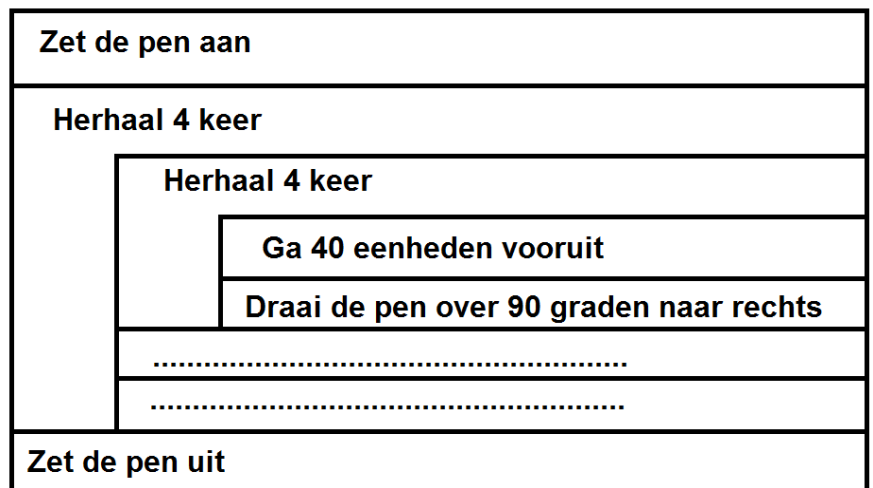 Zet de pen aan
Herhaal 4 keer
Herhaal 4 keer
Ga 40 eenheden vooruit
Draai de pen over 90 graden naar rechts
........................................................
........................................................
Zet de pen uit